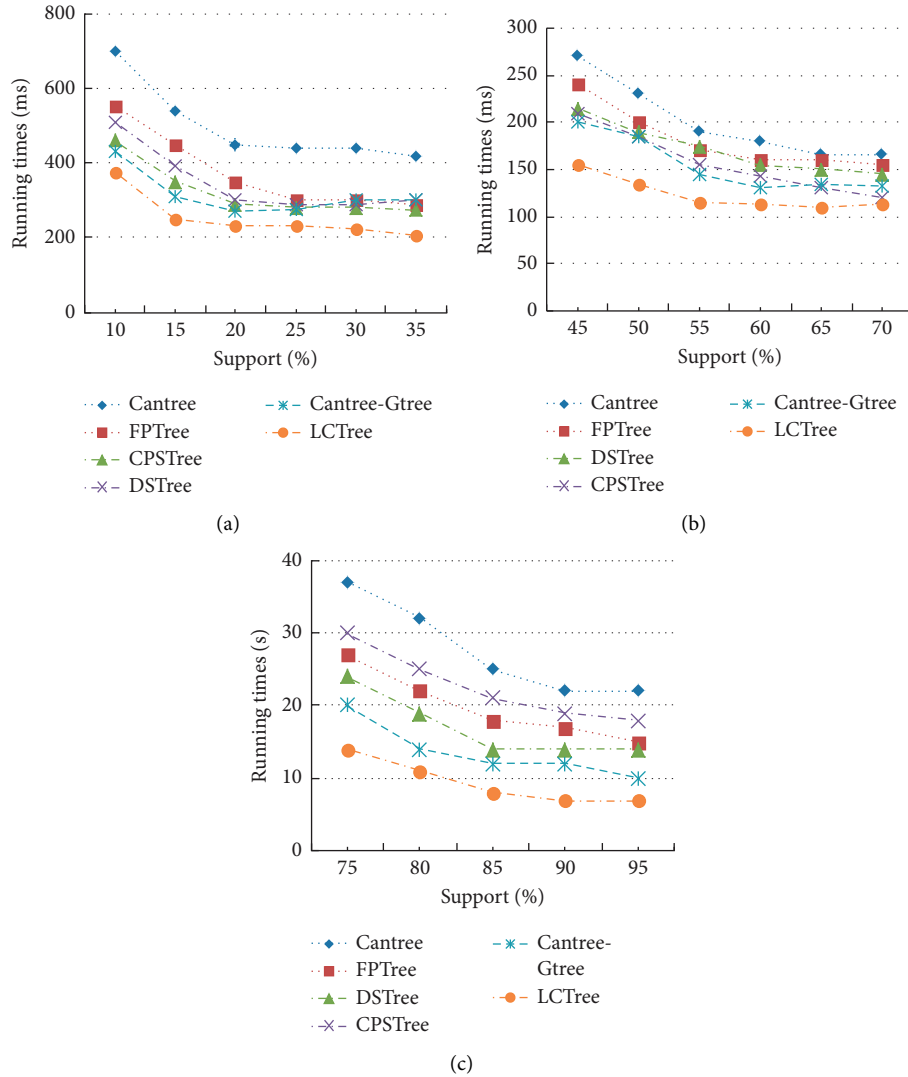 800
600
400
200
0
Running times (ms)
10 15 20 25 30 35
Support (%)
Cantree
FPTree
CPSTree
DSTree
Cantree-Gtree
LCTree
(a)
300
250
200
150
100
50
0
Running times (ms)
45 50 55 60 65 70
Support (%)
Cantree
FPTree
DSTree
CPSTree
Cantree-Gtree
LCTree
(b)
40
30
20
10
0
Running times (s)
75 80 85 90 95
Support (%)
Cantree
FPTree
DSTree
CPSTree
Cantree-
Gtree
LCTree
(c)